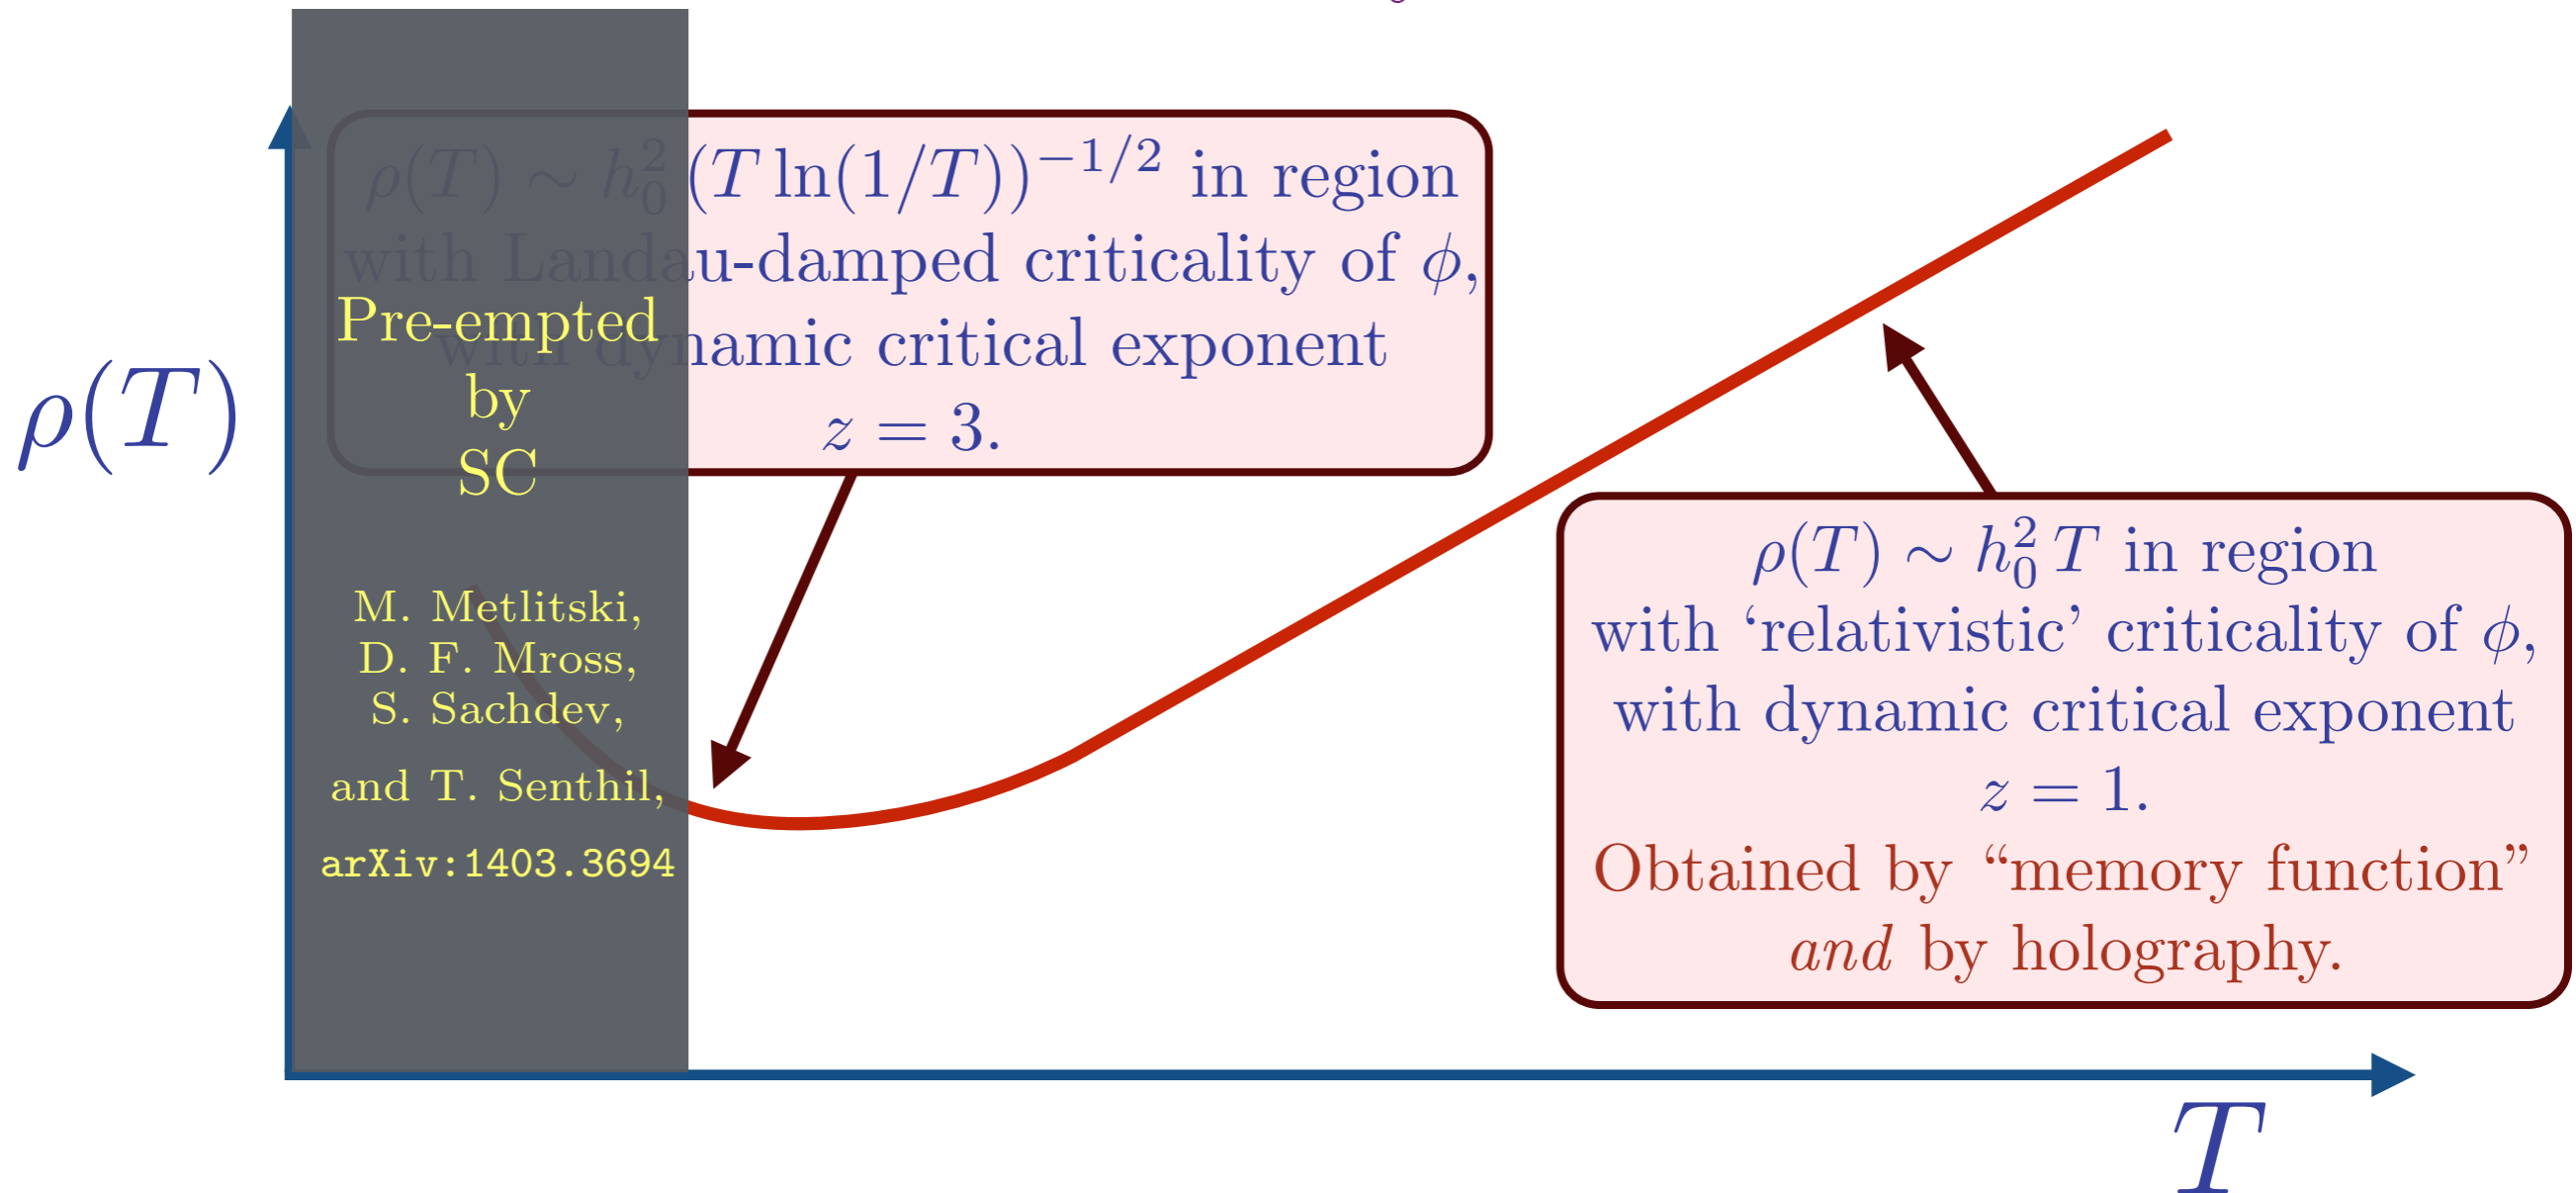 ρ(T) ∼ h₀² (T ln(1/T))^{−1/2} in region
with Landau-damped criticality of ϕ,
with dynamic critical exponent
z = 3.
Pre-empted
by
SC
M. Metlitski,
D. F. Mross,
S. Sachdev,
and T. Senthil,
arXiv:1403.3694
ρ(T)
ρ(T) ∼ h₀² T in region
with ‘relativistic’ criticality of ϕ,
with dynamic critical exponent
z = 1.
Obtained by “memory function”
and by holography.
T